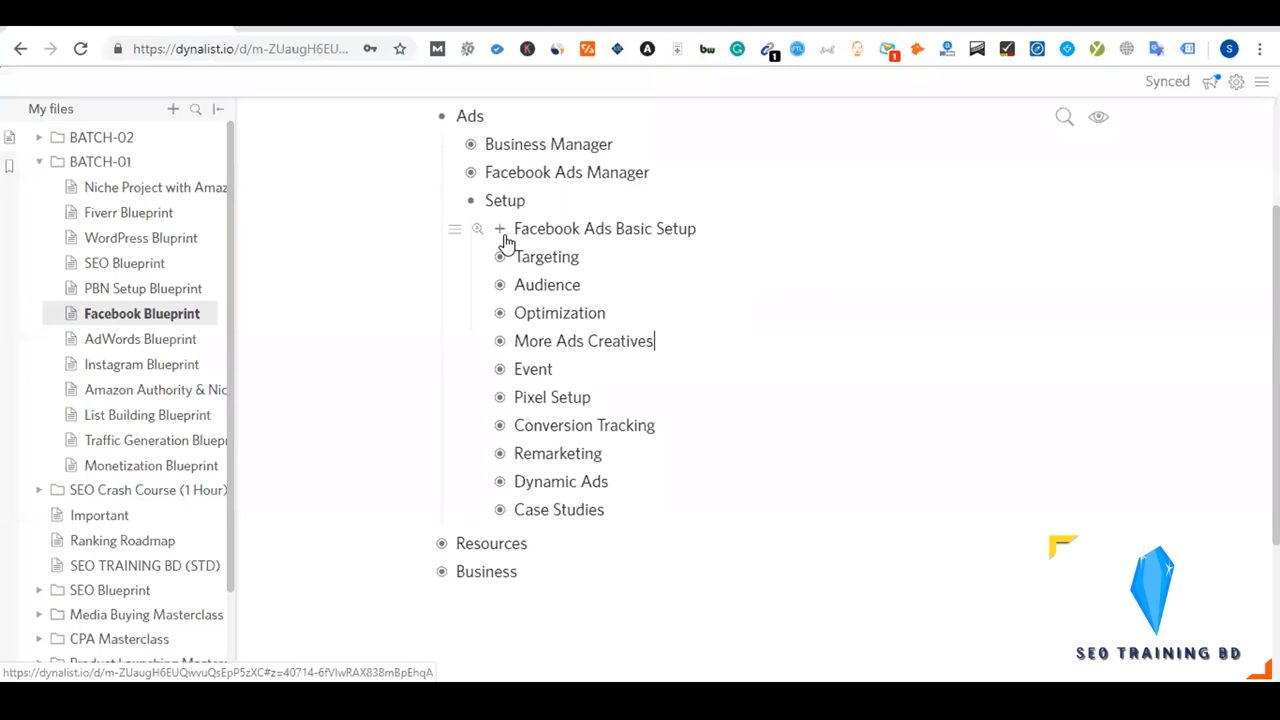 https://dynalist.io/d/m-ZUaugH6EU...
Synced
My files
BATCH-02
BATCH-01
Niche Project with Amaz
Fiverr Blueprint
WordPress Bluprint
SEO Blueprint
PBN Setup Blueprint
Facebook Blueprint
AdWords Blueprint
Instagram Blueprint
Amazon Authority & Nic
List Building Blueprint
Traffic Generation Bluepr
Monetization Blueprint
SEO Crash Course (1 Hour)
Important
Ranking Roadmap
SEO TRAINING BD (STD)
SEO Blueprint
Media Buying Masterclass
CPA Masterclass
Ads
Business Manager
Facebook Ads Manager
Setup
Facebook Ads Basic Setup
Targeting
Audience
Optimization
More Ads Creatives
Event
Pixel Setup
Conversion Tracking
Remarketing
Dynamic Ads
Case Studies
Resources
Business
SEO TRAINING BD
https://dynalist.io/d/m-ZUaugH6EUQwvuQsEpP5zXC#z=40714-6fVIwRAX838mBpEhqA